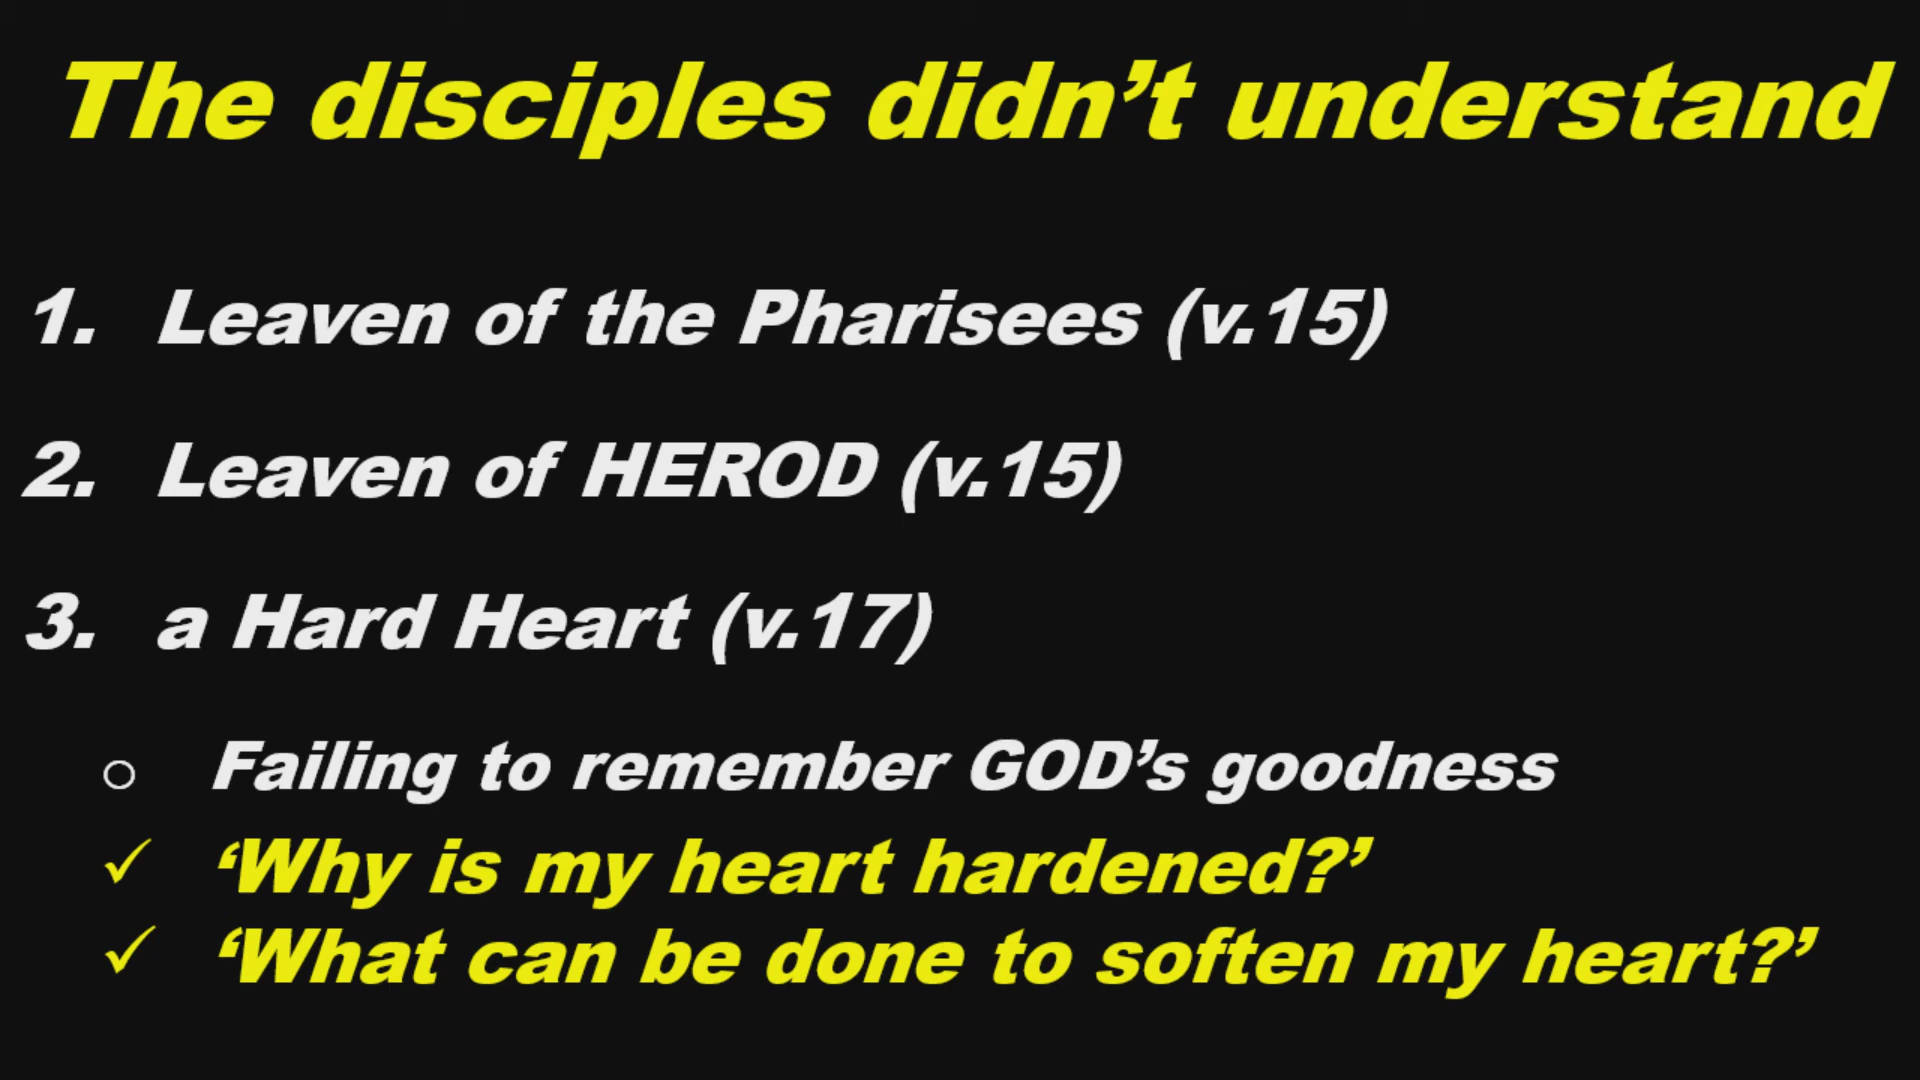 The disciples didn’t understand
1. Leaven of the Pharisees (v.15)
2. Leaven of HEROD (v.15)
3. a Hard Heart (v.17)
o Failing to remember GOD’s goodness
✓ ‘Why is my heart hardened?’
✓ ‘What can be done to soften my heart?’